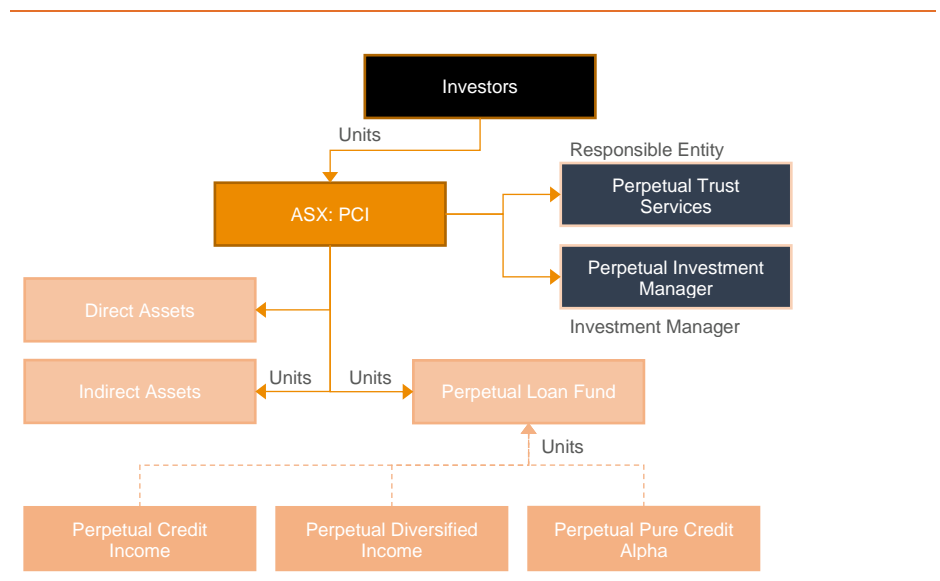 Investors
Units
Responsible Entity
Perpetual Trust
Services
ASX: PCI
Perpetual Investment
Manager
Investment Manager
Direct Assets
Indirect Assets
Units
Units
Perpetual Loan Fund
Units
Perpetual Credit
Income
Perpetual Diversified
Income
Perpetual Pure Credit
Alpha